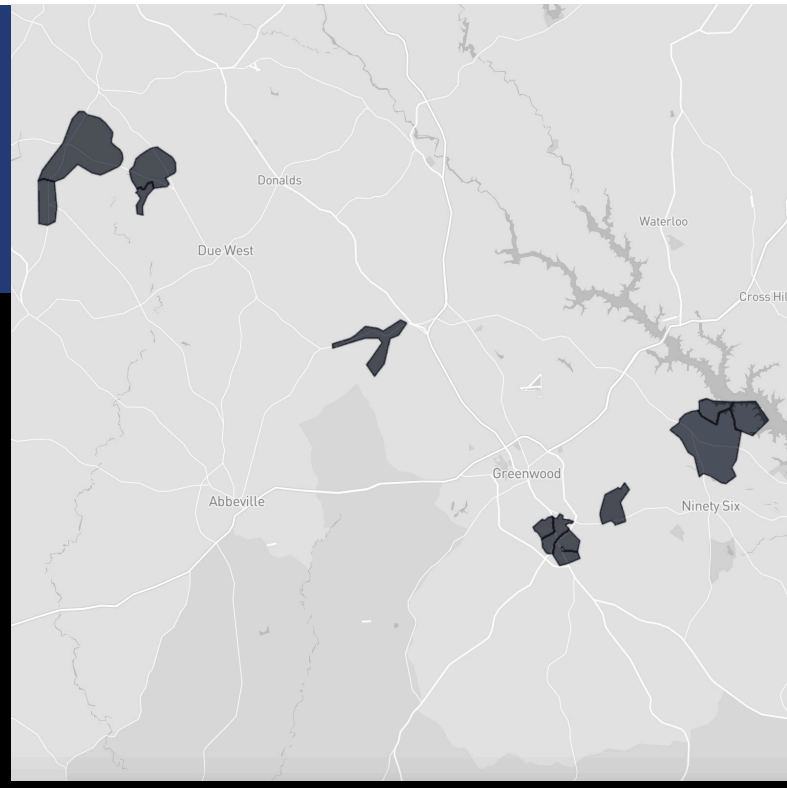 Donalds
Waterloo
Due West
Cross Hil
Greenwood
Abbeville
Ninety Six